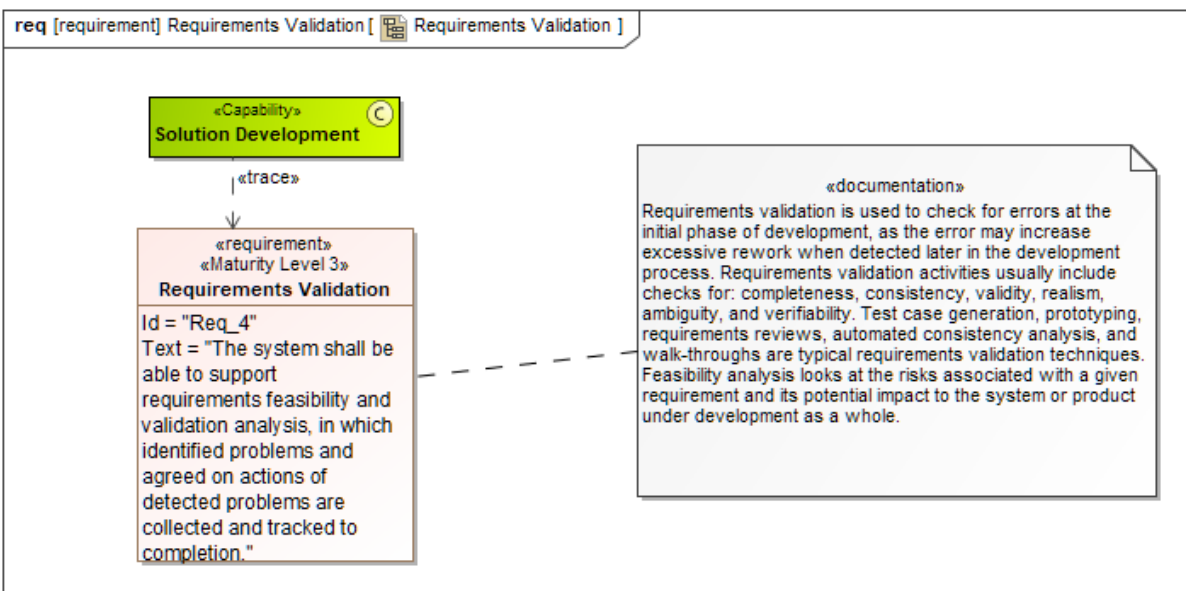 req [requirement] Requirements Validation [ Requirements Validation ]
«Capability»
C
Solution Development
«trace»
«requirement»
«Maturity Level 3»
Requirements Validation
Id = "Req_4"
Text = "The system shall be
able to support
requirements feasibility and
validation analysis, in which
identified problems and
agreed on actions of
detected problems are
collected and tracked to
completion."
«documentation»
Requirements validation is used to check for errors at the
initial phase of development, as the error may increase
excessive rework when detected later in the development
process. Requirements validation activities usually include
checks for: completeness, consistency, validity, realism,
ambiguity, and verifiability. Test case generation, prototyping,
requirements reviews, automated consistency analysis, and
walk-throughs are typical requirements validation techniques.
Feasibility analysis looks at the risks associated with a given
requirement and its potential impact to the system or product
under development as a whole.